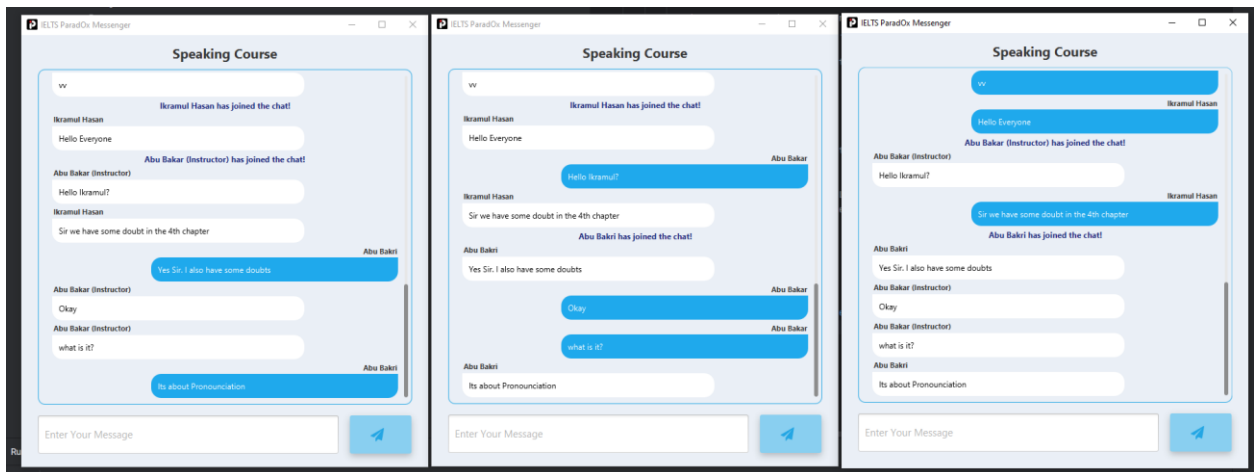 IELTS ParadOx Messenger
Speaking Course
vv
Ikramul Hasan has joined the chat!
Ikramul Hasan
Hello Everyone
Abu Bakar (Instructor) has joined the chat!
Abu Bakar (Instructor)
Hello Ikramul?
Ikramul Hasan
Sir we have some doubt in the 4th chapter
Abu Bakri
Yes Sir. I also have some doubts
Abu Bakar (Instructor)
Okay
Abu Bakar (Instructor)
what is it?
Abu Bakri
Its about Pronounciation
Enter Your Message
IELTS ParadOx Messenger
Speaking Course
vv
Ikramul Hasan has joined the chat!
Ikramul Hasan
Hello Everyone
Abu Bakar
Hello Ikramul?
Ikramul Hasan
Sir we have some doubt in the 4th chapter
Abu Bakri has joined the chat!
Abu Bakri
Yes Sir. I also have some doubts
Abu Bakar
Okay
Abu Bakar
what is it?
Abu Bakri
Its about Pronounciation
Enter Your Message
IELTS ParadOx Messenger
Speaking Course
vv
Ikramul Hasan
Hello Everyone
Abu Bakar (Instructor) has joined the chat!
Abu Bakar (Instructor)
Hello Ikramul?
Ikramul Hasan
Sir we have some doubt in the 4th chapter
Abu Bakri has joined the chat!
Abu Bakri
Yes Sir. I also have some doubts
Abu Bakar (Instructor)
Okay
Abu Bakar (Instructor)
what is it?
Abu Bakri
Its about Pronounciation
Enter Your Message